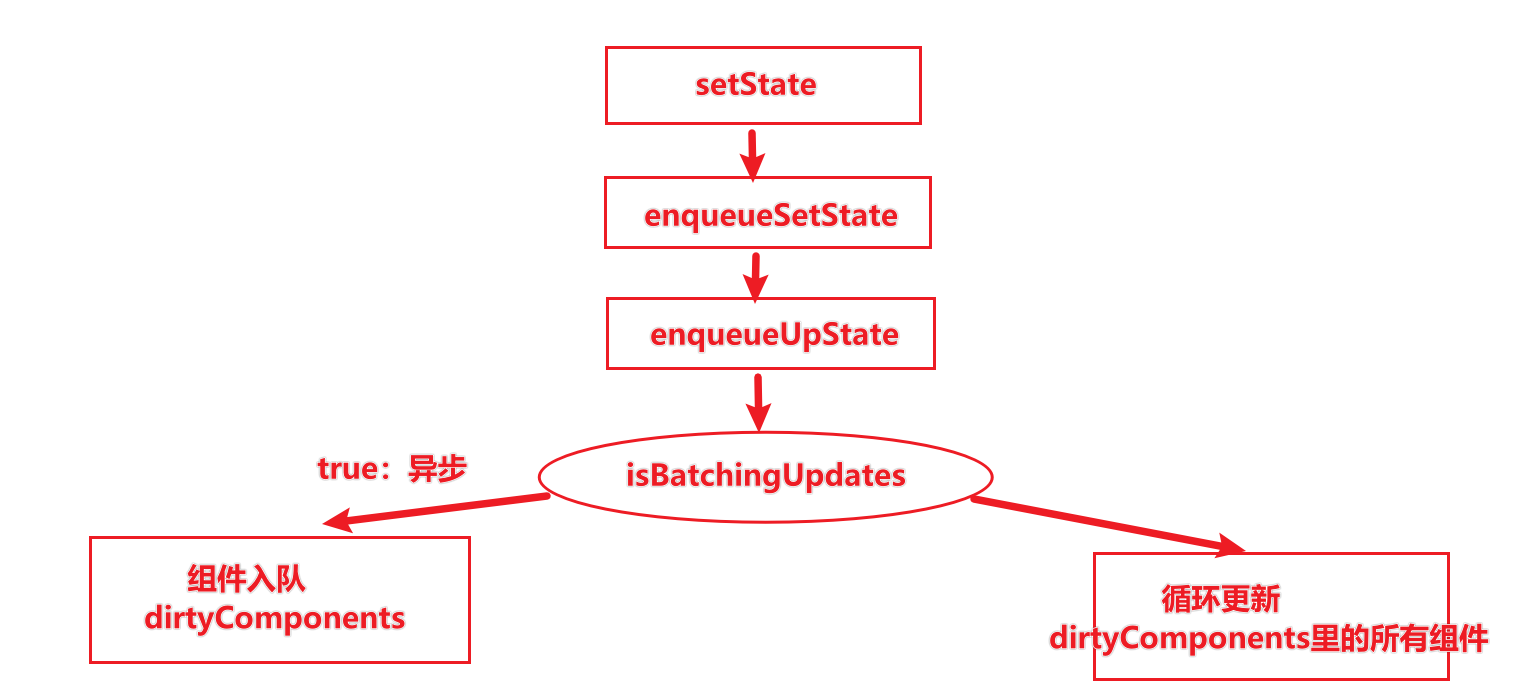 setState
enqueueSetState
enqueueUpState
isBatchingUpdates
true：异步
组件入队
dirtyComponents
循环更新
dirtyComponents里的所有组件